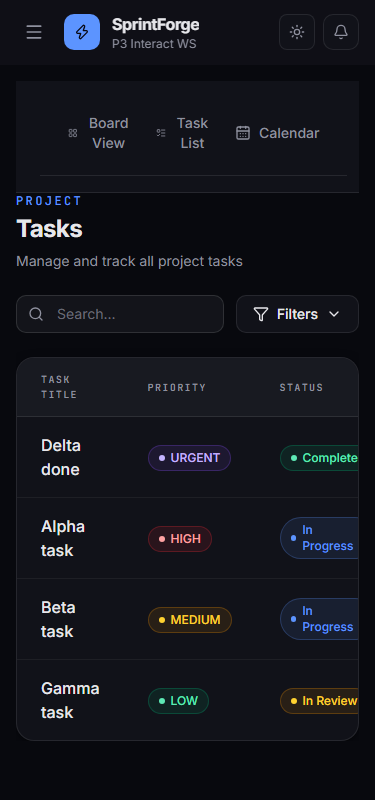 SprintForge
P3 Interact WS
Board
View
Task
List
Calendar
PROJECT
Tasks
Manage and track all project tasks
Search...
Filters
TASK
TITLE
PRIORITY
STATUS
Delta
done
URGENT
Complete
Alpha
task
HIGH
In
Progress
Beta
task
MEDIUM
In
Progress
Gamma
task
LOW
In Review